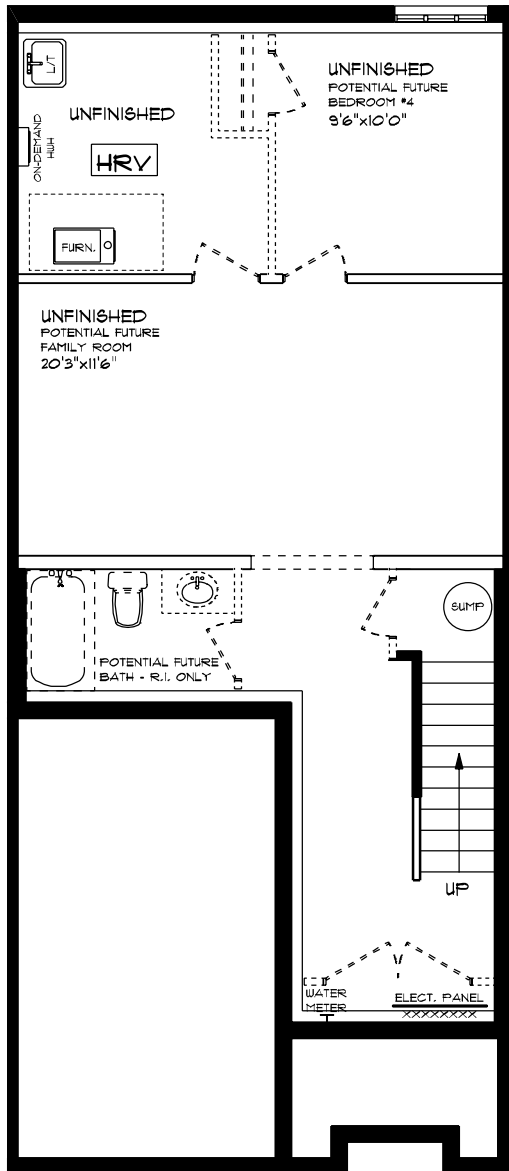 L/T
UNFINISHED
POTENTIAL FUTURE
BEDROOM #4
9'6"x10'0"
UNFINISHED
ON-DEMAND
HWH
HRV
FURN.
UNFINISHED
POTENTIAL FUTURE
FAMILY ROOM
20'3"x11'6"
SUMP
POTENTIAL FUTURE
BATH - R.I. ONLY
UP
WATER
METER
ELECT. PANEL